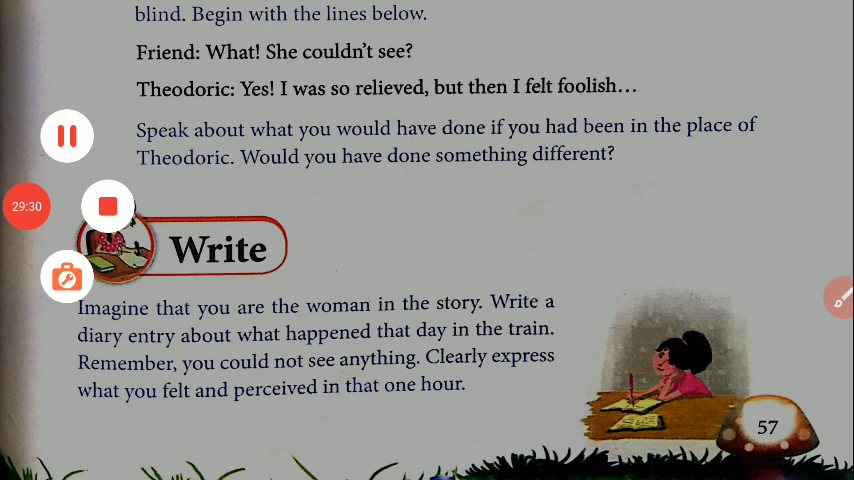 blind. Begin with the lines below.
Friend: What! She couldn't see?
Theodoric: Yes! I was so relieved, but then I felt foolish...
Speak about what you would have done if you had been in the place of
Theodoric. Would you have done something different?
29:30
Write
Imagine that you are the woman in the story. Write a
diary entry about what happened that day in the train.
Remember, you could not see anything. Clearly express
what you felt and perceived in that one hour.
57